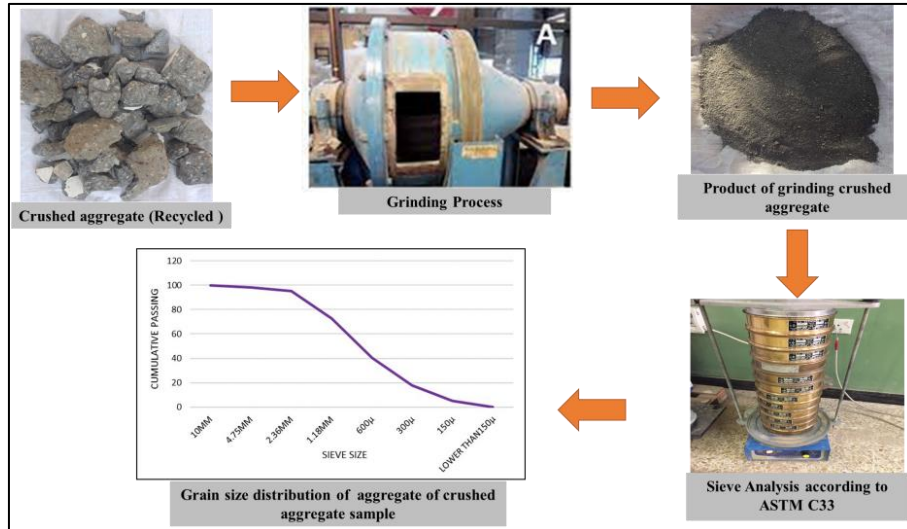 A
Crushed aggregate (Recycled )
Grinding Process
Product of grinding crushed
aggregate
120
100
80
60
40
20
0
CUMULATIVE PASSING
10MM
4.75MM
2.36MM
1.18MM
600µ
300µ
150µ
LOWER THAN150µ
SIEVE SIZE
Grain size distribution of  aggregate of crushed
aggregate sample
Sieve Analysis according to
ASTM C33